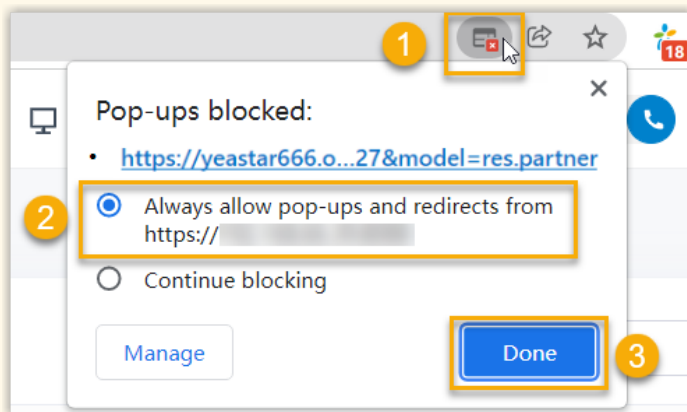 1
18
Pop-ups blocked:
• https://yeastar666.o...27&model=res.partner
2
Always allow pop-ups and redirects from
https://
Continue blocking
Manage
Done
3